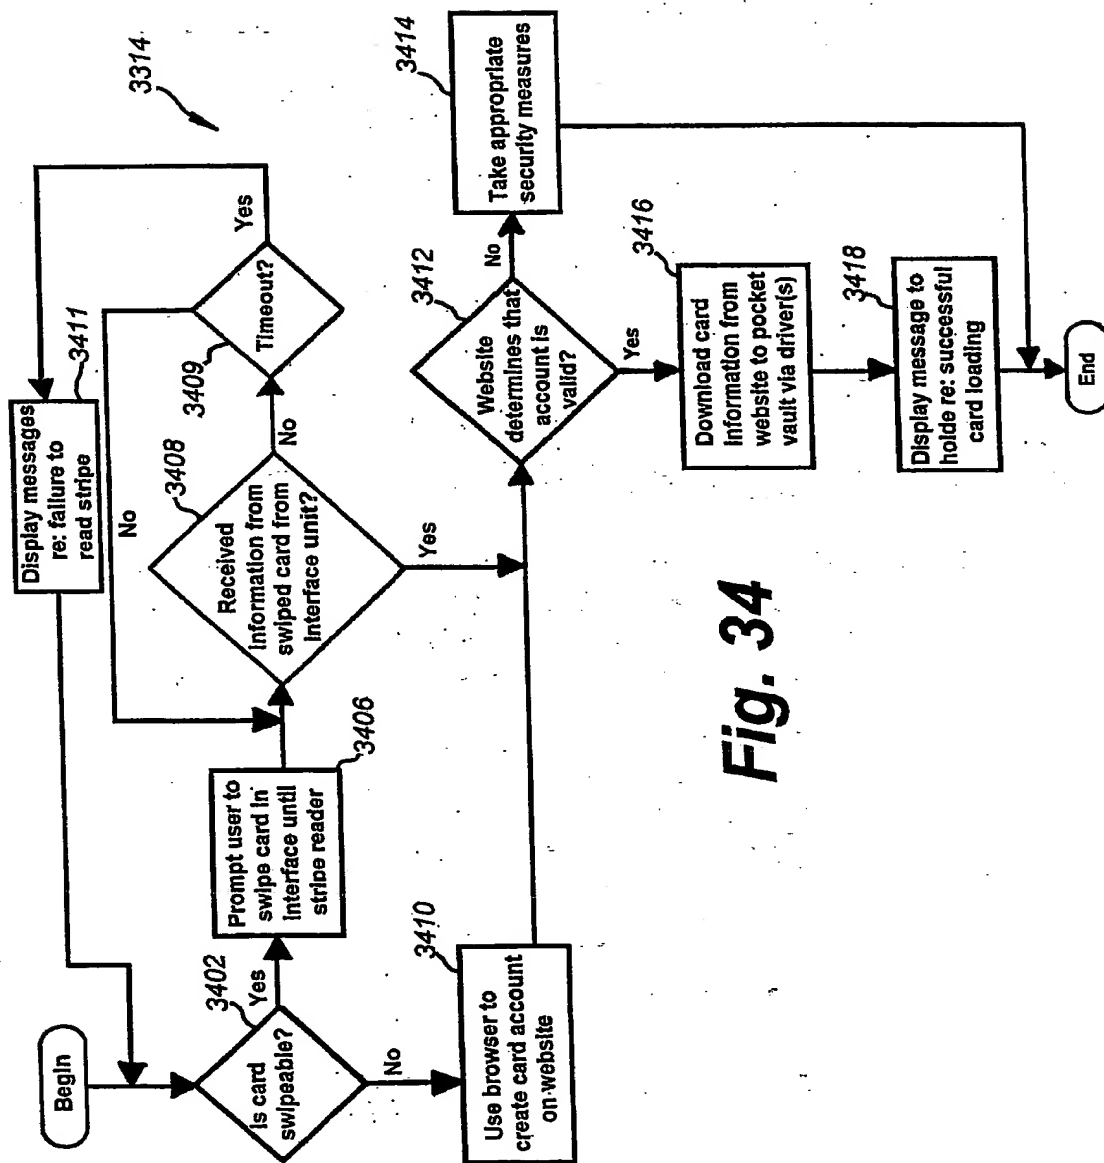 3314
Begin
3402
Is card
swipeable?
Yes
No
Prompt user to
swipe card in
interface until
stripe reader
3406
3408
Received
Information from
swiped card from
Interface unit?
No
Yes
3409
Timeout?
No
Yes
3411
Display messages
re: failure to
read stripe
3410
Use browser to
create card account
on website
3412
Website
determines that
account is
valid?
No
Yes
3414
Take appropriate
security measures
3416
Download card
Information from
website to pocket
vault via driver(s)
3418
Display message to
holde re: successful
card loading
End
Fig. 34